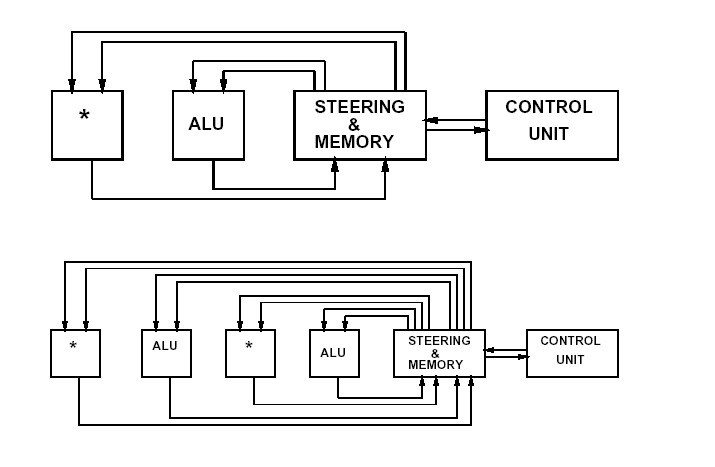 *
ALU
STEERING
&
MEMORY
CONTROL
UNIT
*
ALU
*
ALU
STEERING
&
MEMORY
CONTROL
UNIT